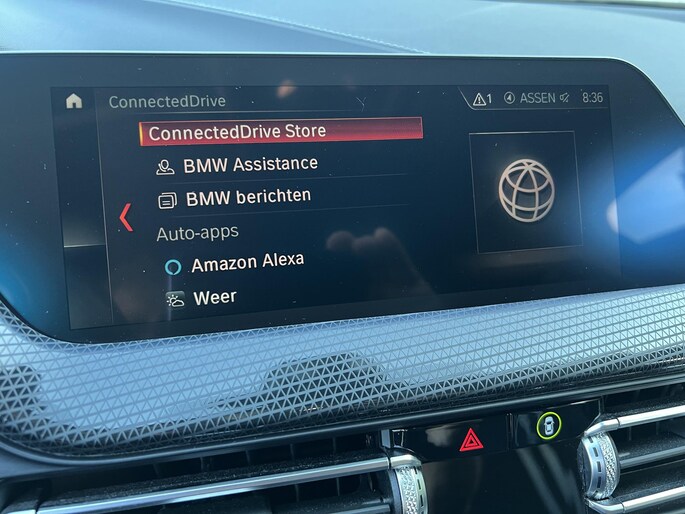 ConnectedDrive
1 ASSEN 8:36
ConnectedDrive Store
BMW Assistance
BMW berichten
Auto-apps
Amazon Alexa
Weer